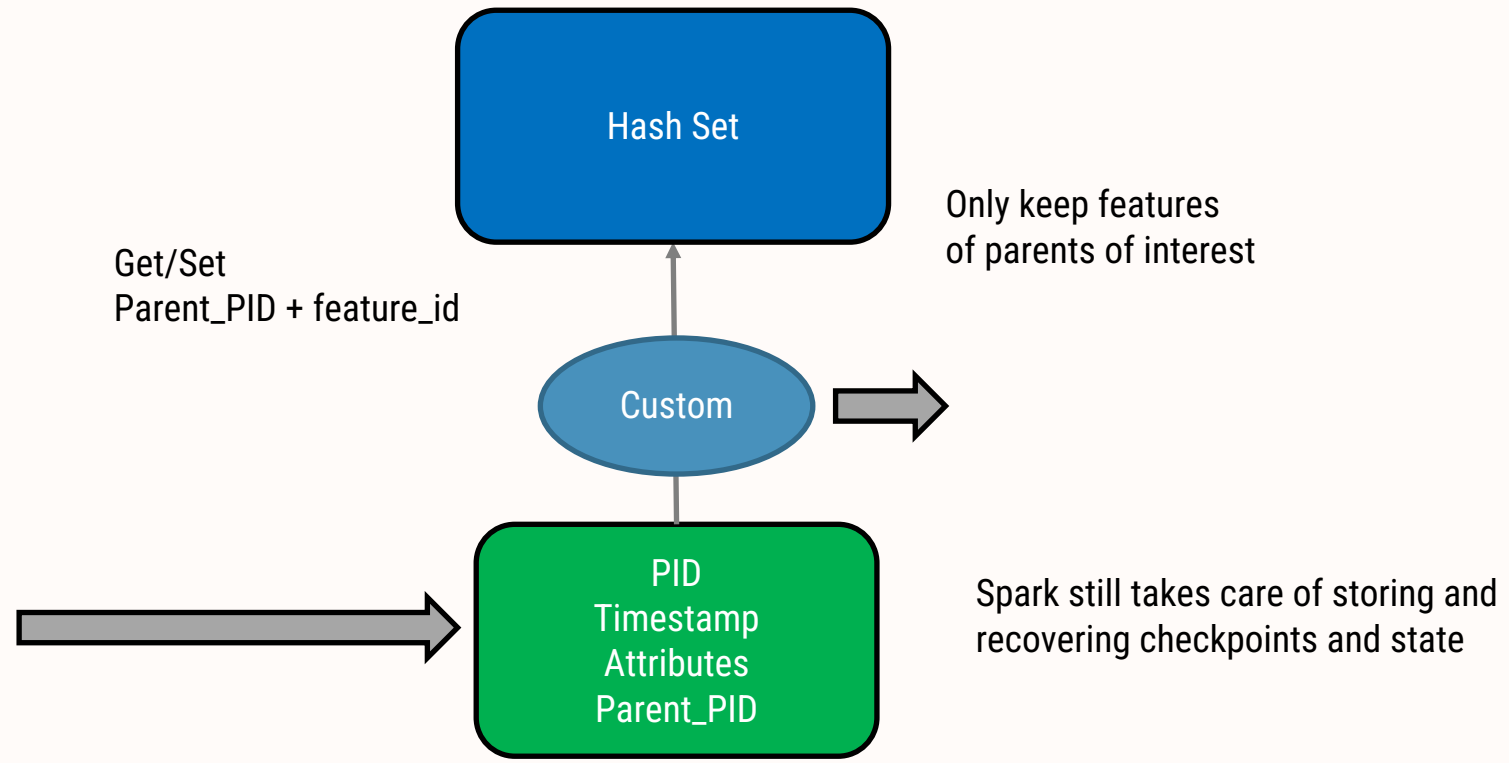 Hash Set
Only keep features
of parents of interest
Get/Set
Parent_PID + feature_id
Custom
PID
Timestamp
Attributes
Parent_PID
Spark still takes care of storing and
recovering checkpoints and state